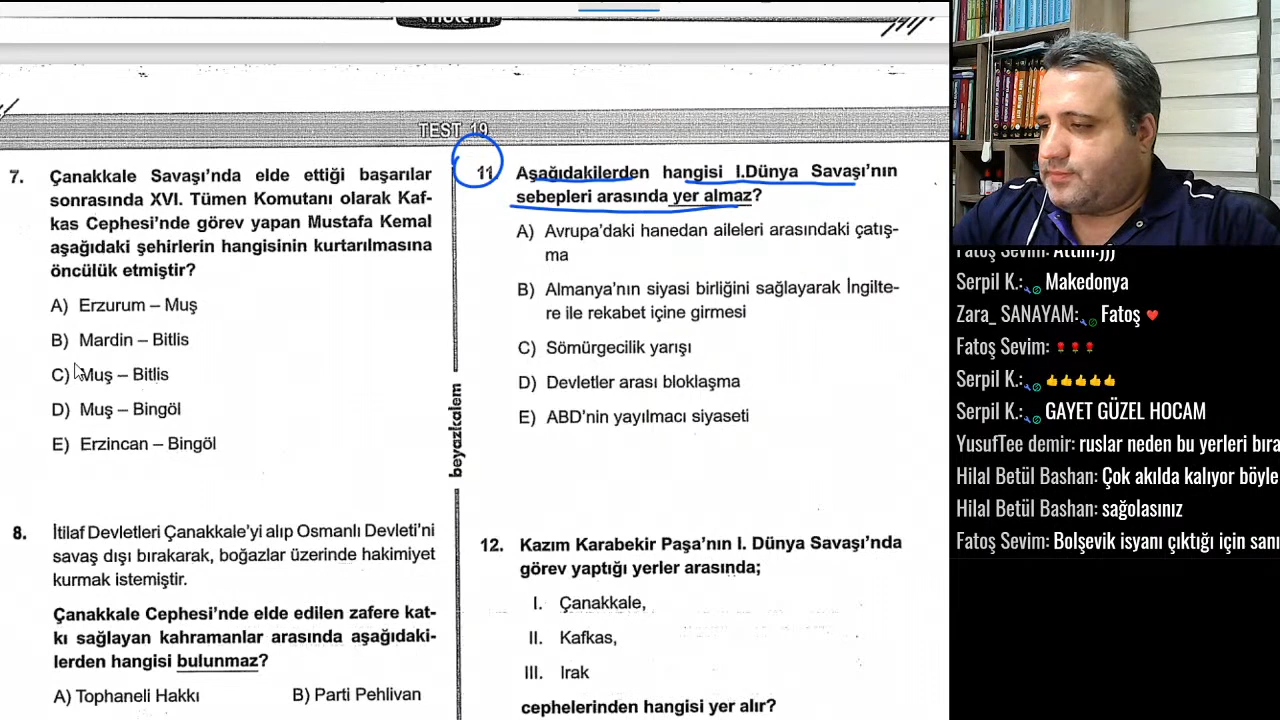 TEST 19
7. Çanakkale Savaşı'nda elde ettiği başarılar
sonrasında XVI. Tümen Komutanı olarak Kaf-
kas Cephesi'nde görev yapan Mustafa Kemal
aşağıdaki şehirlerin hangisinin kurtarılmasına
öncülük etmiştir?
A) Erzurum – Muş
B) Mardin – Bitlis
C) Muş – Bitlis
D) Muş – Bingöl
E) Erzincan – Bingöl
8. İtilaf Devletleri Çanakkale'yi alıp Osmanlı Devleti'ni
savaş dışı bırakarak, boğazlar üzerinde hakimiyet
kurmak istemiştir.
Çanakkale Cephesi'nde elde edilen zafere kat-
kı sağlayan kahramanlar arasında aşağıdaki-
lerden hangisi bulunmaz?
A) Tophaneli Hakkı B) Parti Pehlivan
beyazkalem
11 Aşağıdakilerden hangisi I.Dünya Savaşı'nın
sebepleri arasında yer almaz?
A) Avrupa'daki hanedan aileleri arasındaki çatış-
ma
B) Almanya'nın siyasi birliğini sağlayarak İngilte-
re ile rekabet içine girmesi
C) Sömürgecilik yarışı
D) Devletler arası bloklaşma
E) ABD'nin yayılmacı siyaseti
12. Kazım Karabekir Paşa'nın I. Dünya Savaşı'nda
görev yaptığı yerler arasında;
I. Çanakkale,
II. Kafkas,
III. Irak
cephelerinden hangisi yer alır?
Fatoş Sevim: Attım:)))
Serpil K.: Makedonya
Zara_ SANAYAM: Fatoş ❤
Fatoş Sevim: 🌹🌹🌹
Serpil K.: 👍👍👍👍👍
Serpil K.: GAYET GÜZEL HOCAM
YusufTee demir: ruslar neden bu yerleri bıra
Hilal Betül Bashan: Çok akılda kalıyor böyle
Hilal Betül Bashan: sağolasınız
Fatoş Sevim: Bolşevik isyanı çıktığı için sanı